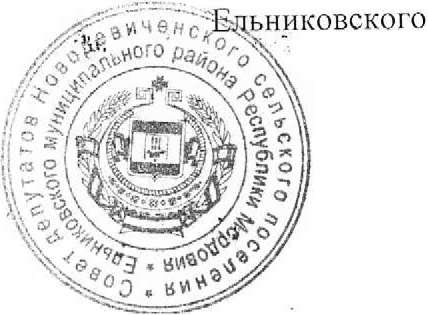 Ельниковского
Совет депутатов Новодевиченского сельского поселения *
Ельниковского муниципального района Республики Мордовия *